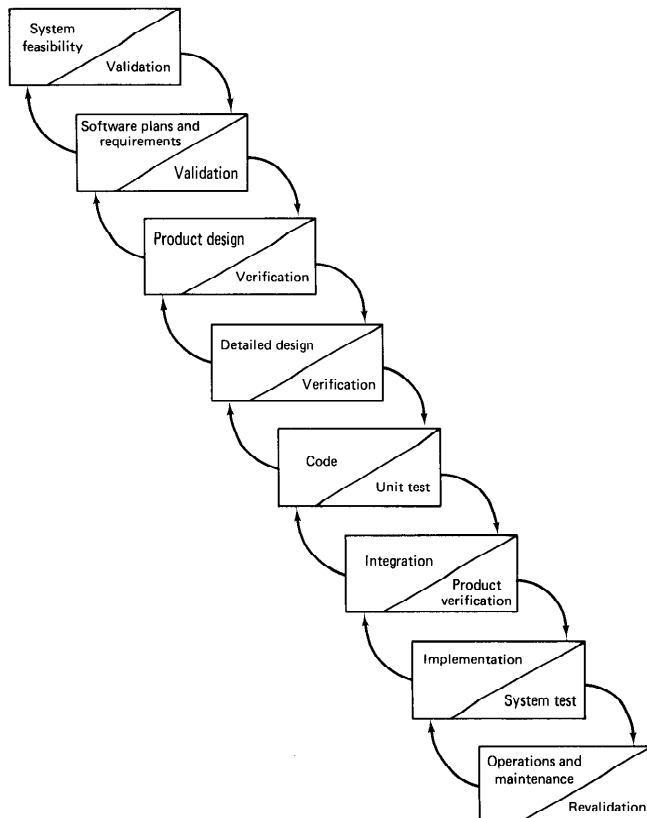 System
feasibility
Validation
Software plans and
requirements
Validation
Product design
Verification
Detailed design
Verification
Code
Unit test
Integration
Product
verification
Implementation
System test
Operations and
maintenance
Revalidation